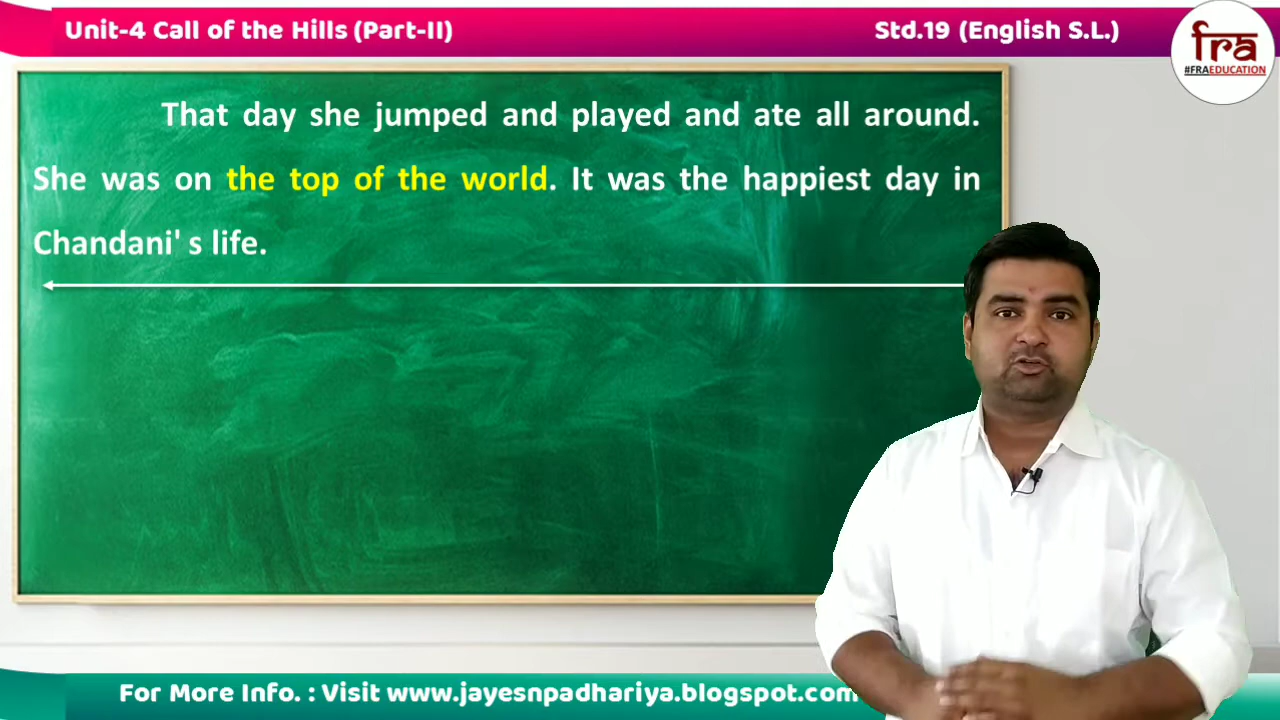 Unit-4 Call of the Hills (Part-II)
Std.19 (English S.L.)
fra
#FRAEDUCATION
That day she jumped and played and ate all around.
She was on the top of the world. It was the happiest day in
Chandani' s life.
For More Info. : Visit www.jayesnpadhariya.blogspot.com